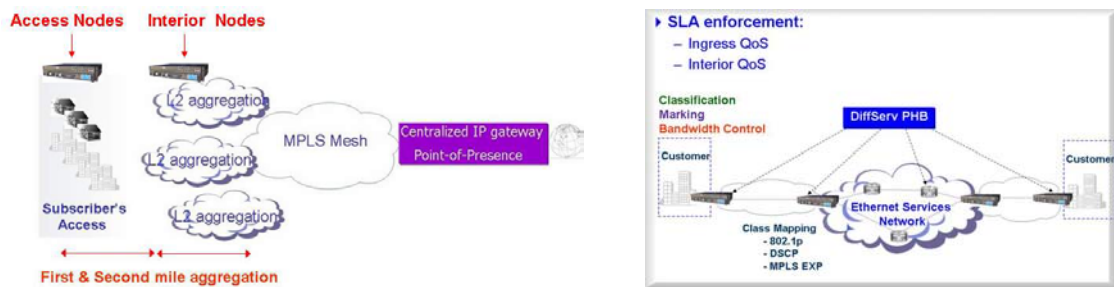 Access Nodes
Interior Nodes
L2 aggregation
L2 aggregation
L2 aggregation
MPLS Mesh
Centralized IP gateway
Point-of-Presence
Subscriber's
Access
First & Second mile aggregation
SLA enforcement:
– Ingress QoS
– Interior QoS
Classification
Marking
Bandwidth Control
DiffServ PHB
Customer
Customer
Ethernet Services
Network
Class Mapping
- 802.1p
- DSCP
- MPLS EXP